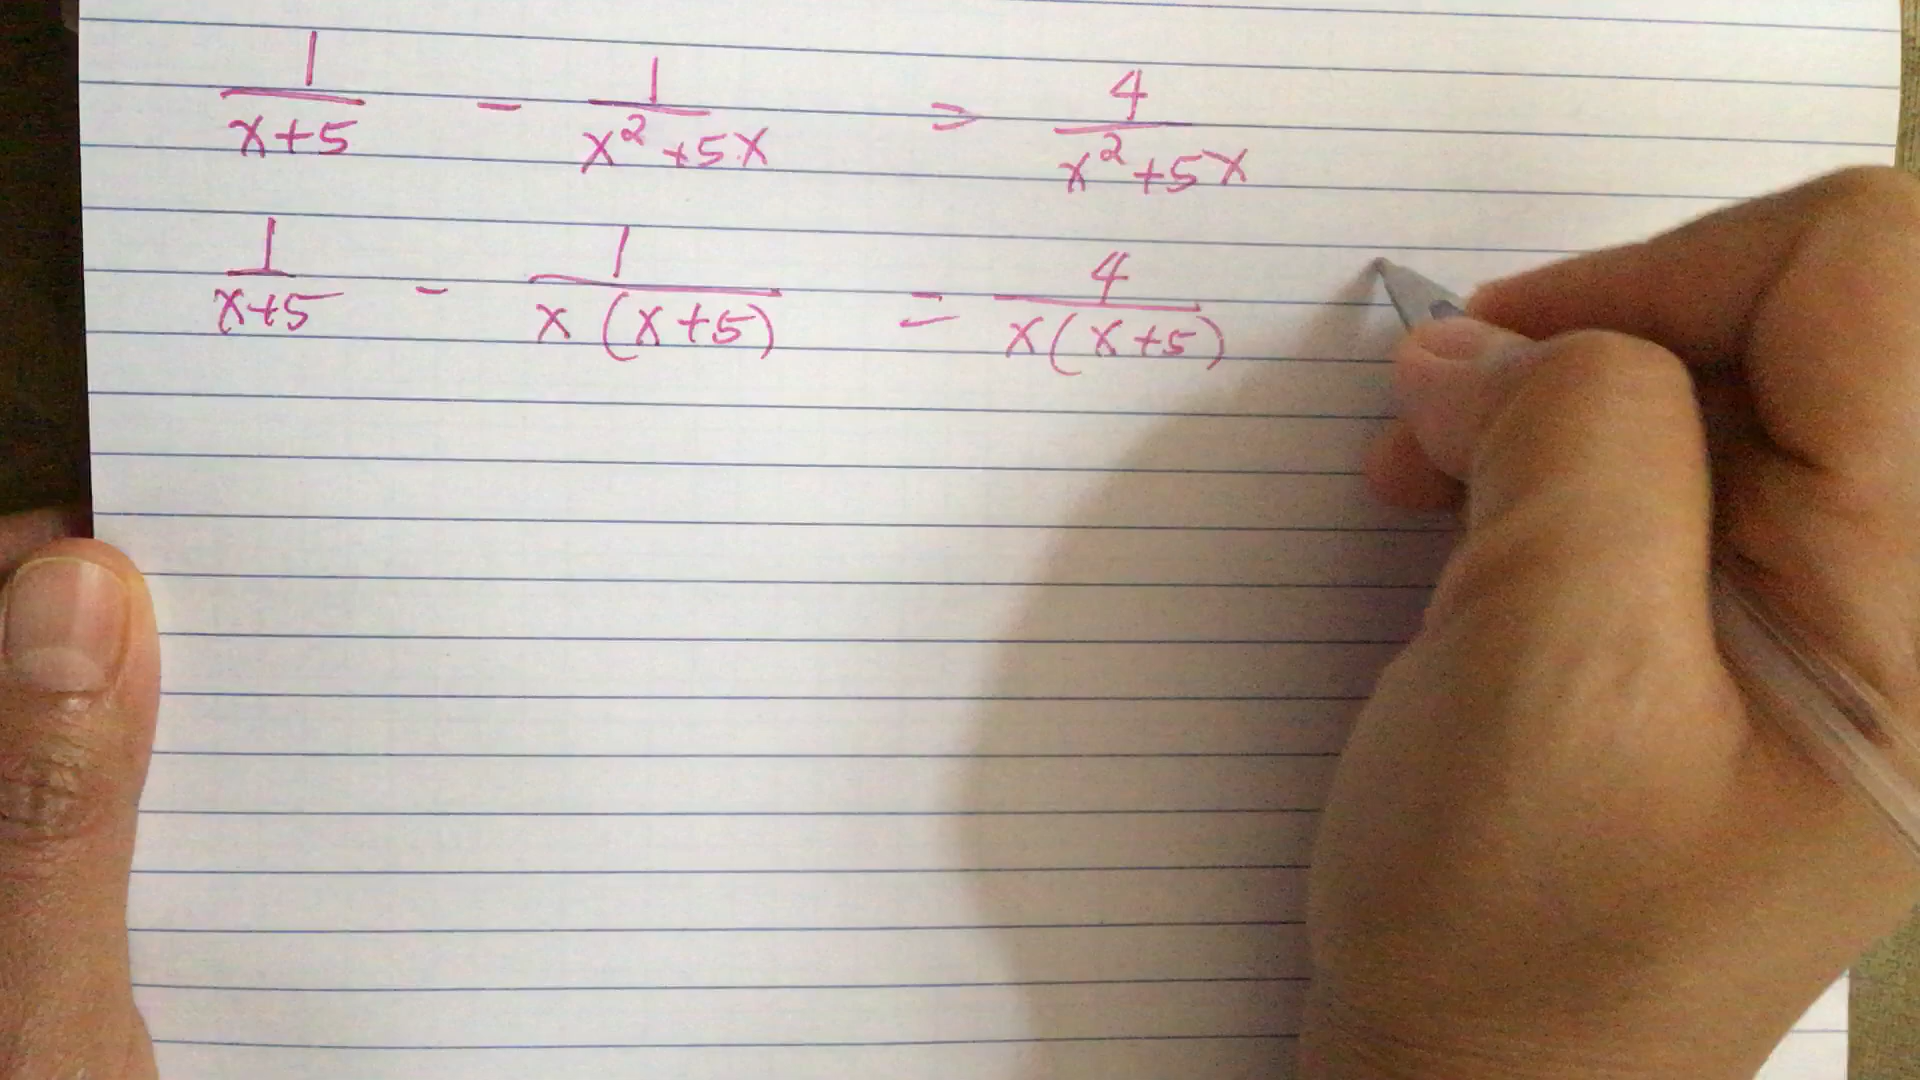 1/(x+5) - 1/(x²+5x) = 4/(x²+5x)
1/(x+5) - 1/(x(x+5)) = 4/(x(x+5))